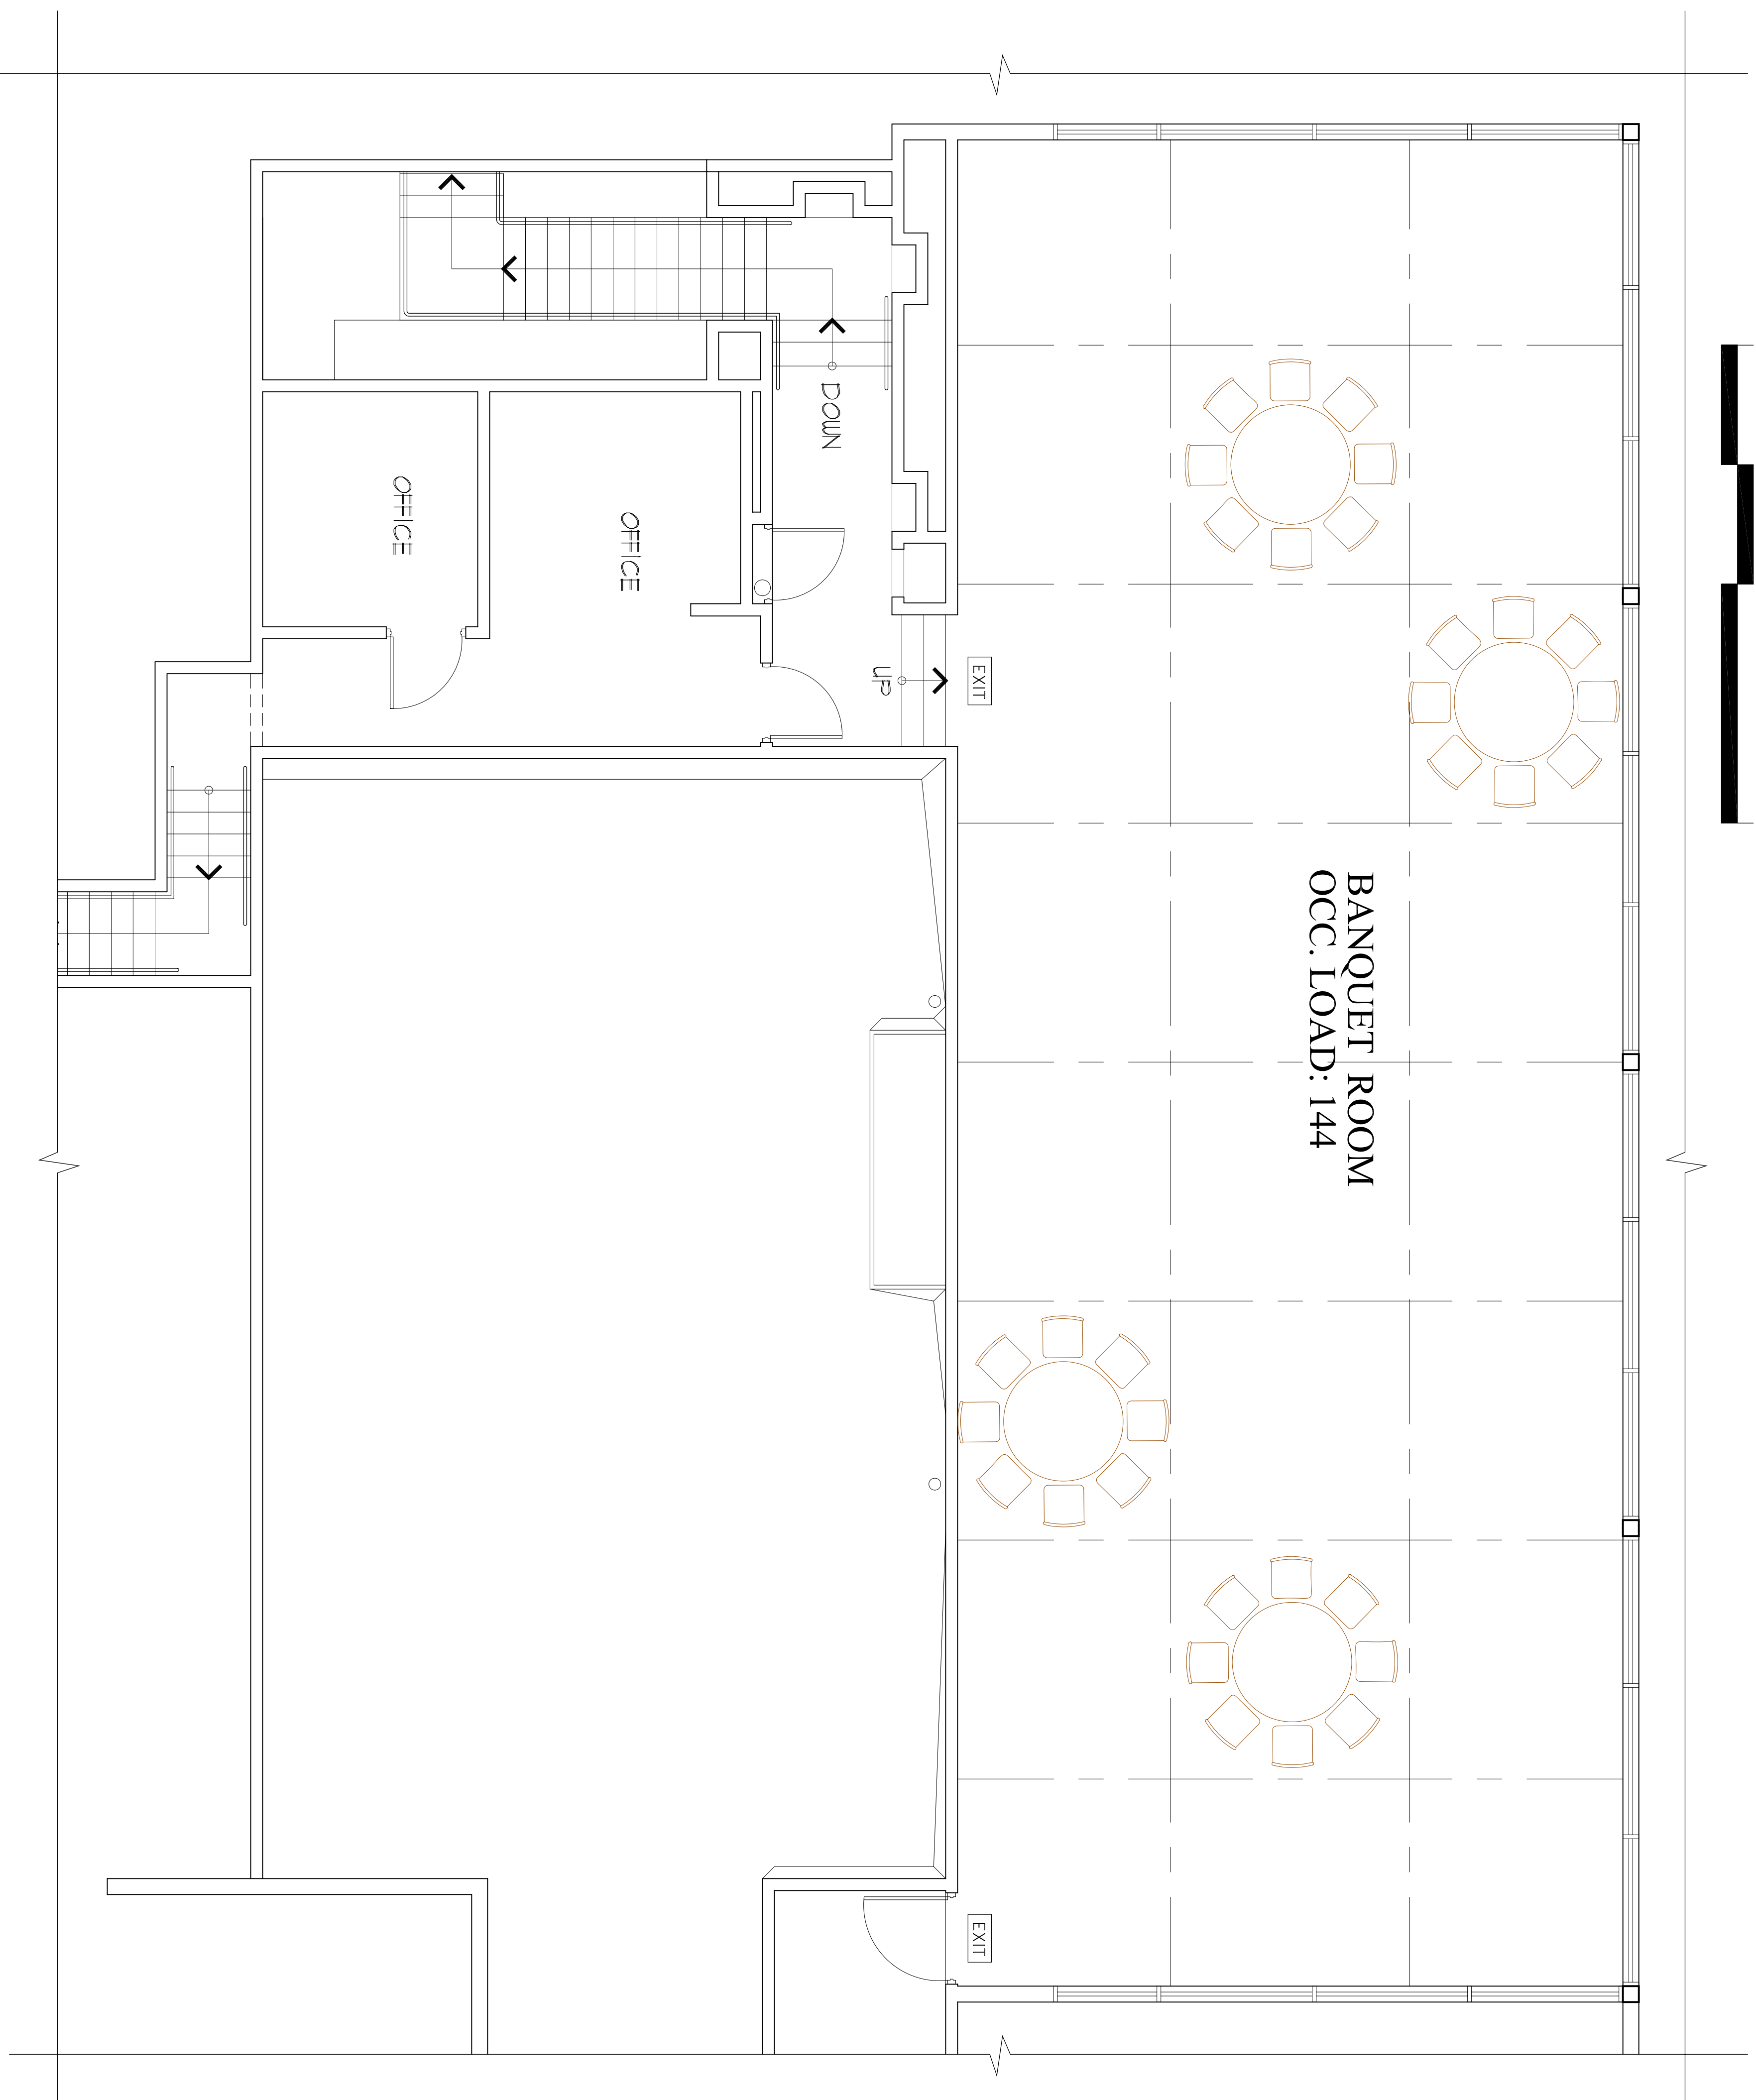 BANQUET ROOM
OCC. LOAD: 144
EXIT
EXIT
UP
DOWN
OFFICE
OFFICE